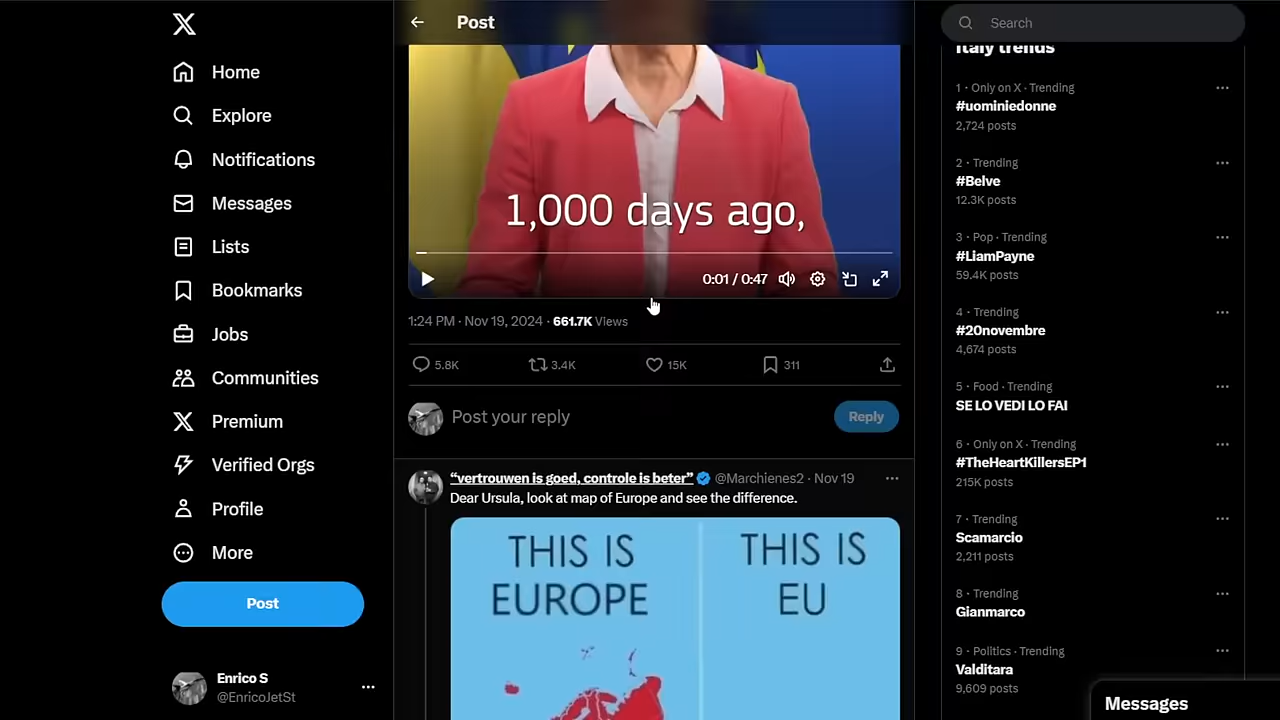 Home
Explore
Notifications
Messages
Lists
Bookmarks
Jobs
Communities
Premium
Verified Orgs
Profile
More
Post
Enrico S
@EnricoJetSt
Post
1,000 days ago,
0:01 / 0:47
1:24 PM · Nov 19, 2024 · 661.7K Views
5.8K 3.4K 15K 311
Post your reply
Reply
“vertrouwen is goed, controle is beter” @Marchienes2 · Nov 19
Dear Ursula, look at map of Europe and see the difference.
THIS IS
EUROPE
THIS IS
EU
Search
Italy trends
1 · Only on X · Trending
#uominiedonne
2,724 posts
2 · Trending
#Belve
12.3K posts
3 · Pop · Trending
#LiamPayne
59.4K posts
4 · Trending
#20novembre
4,674 posts
5 · Food · Trending
SE LO VEDI LO FAI
6 · Only on X · Trending
#TheHeartKillersEP1
215K posts
7 · Trending
Scamarcio
2,211 posts
8 · Trending
Gianmarco
9 · Politics · Trending
Valditara
9,609 posts
Messages